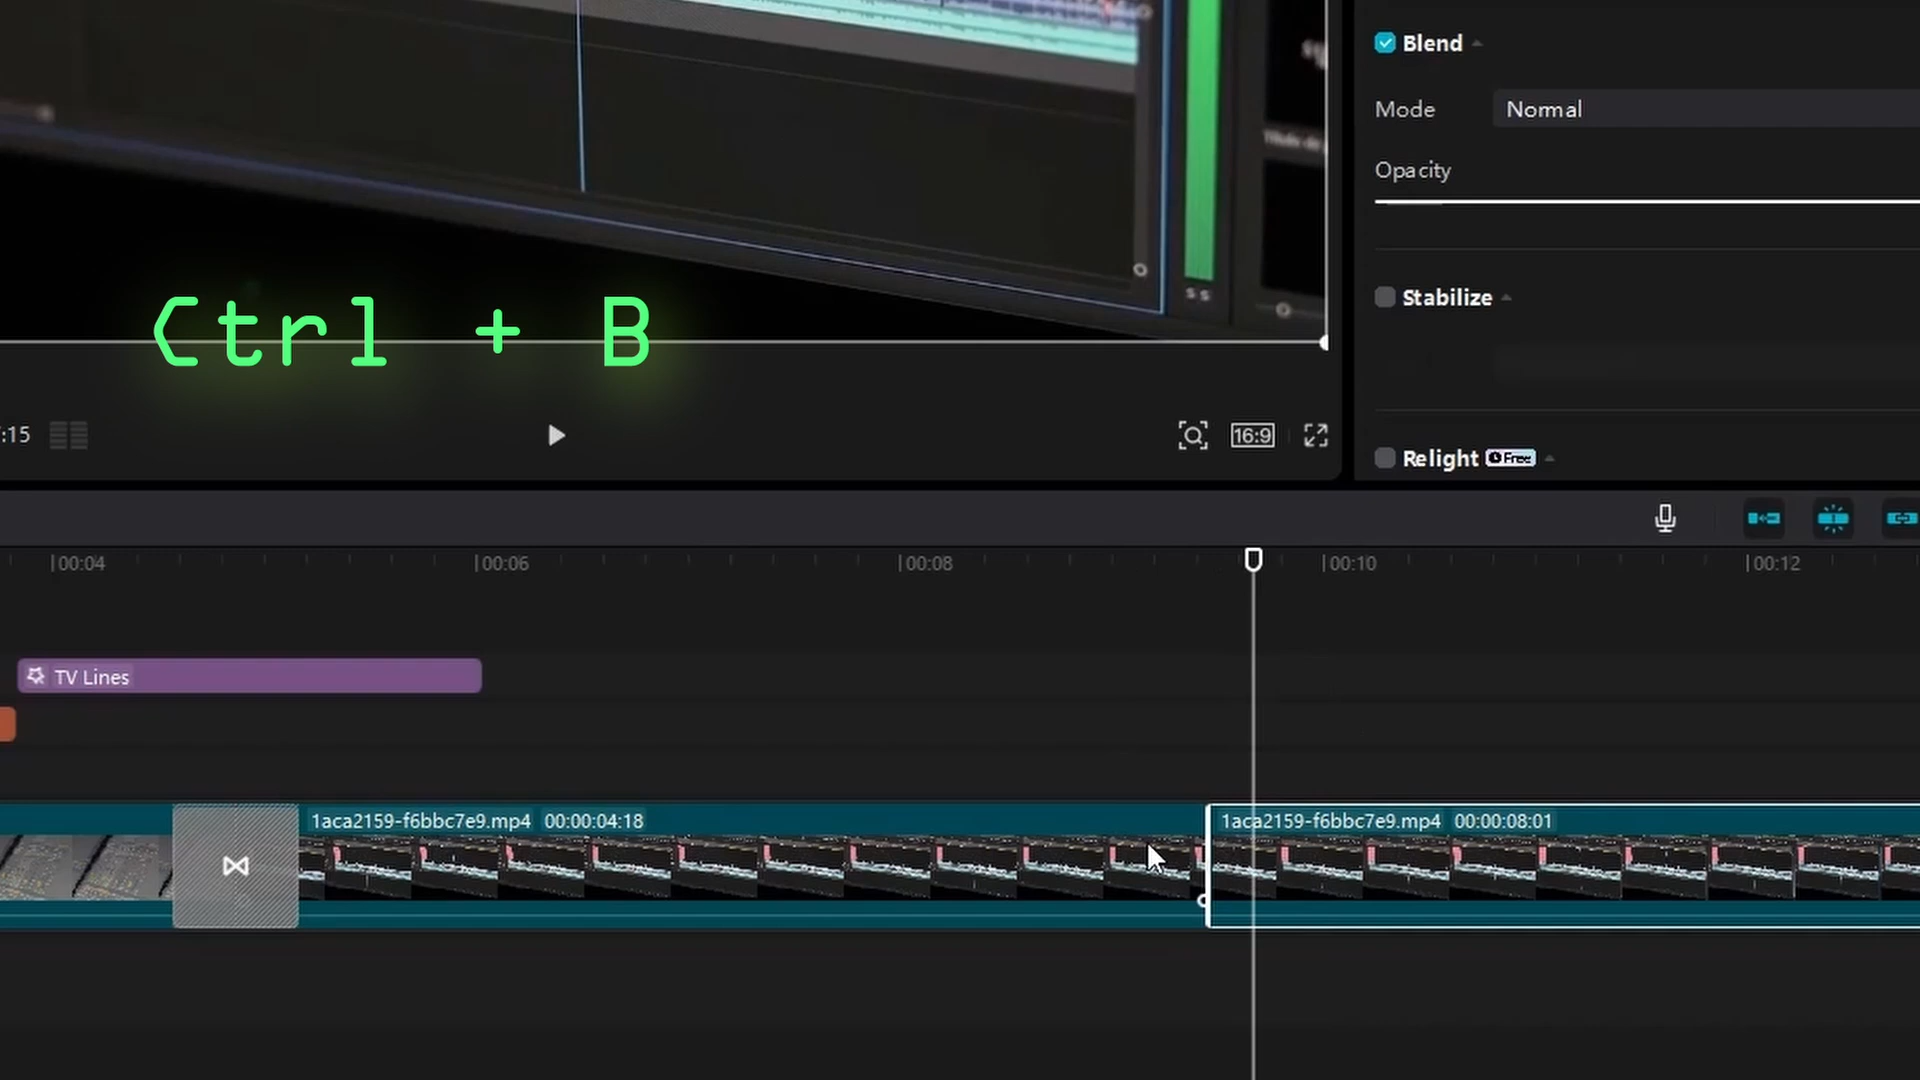 Blend
Mode
Normal
Opacity
Ctrl + B
Stabilize
:15
16:9
Relight
Free
00:04
00:06
00:08
00:10
00:12
TV Lines
1aca2159-f6bbc7e9.mp4 00:00:04:18
1aca2159-f6bbc7e9.mp4 00:00:08:01